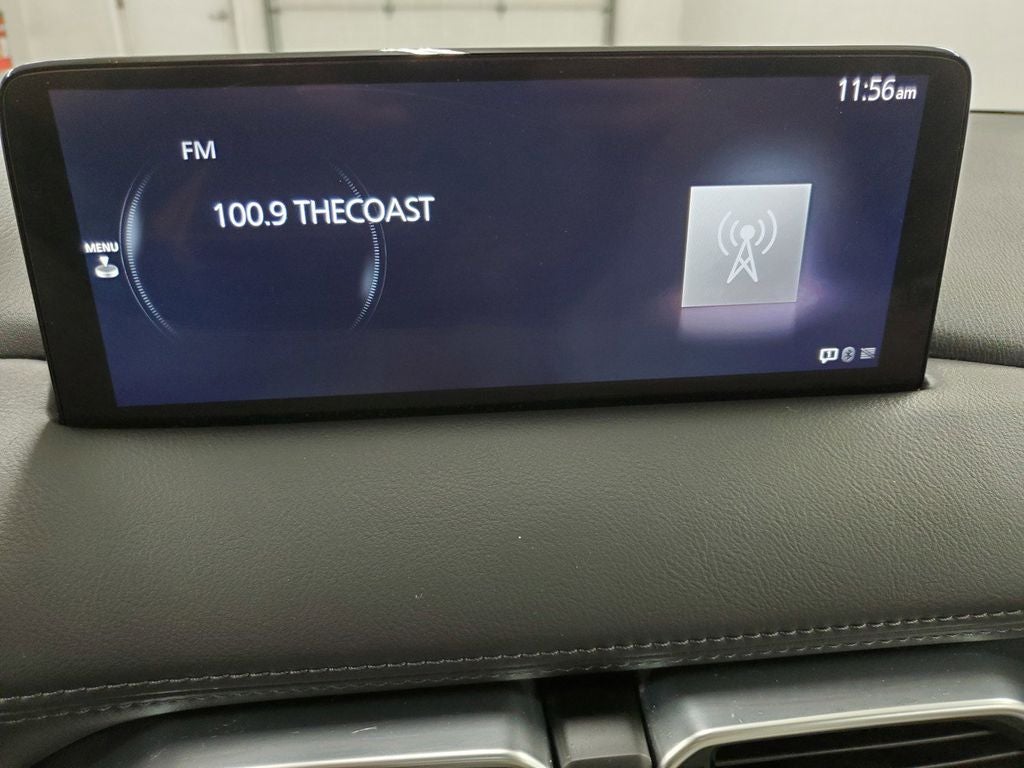 11:56am
FM
100.9 THECOAST
MENU